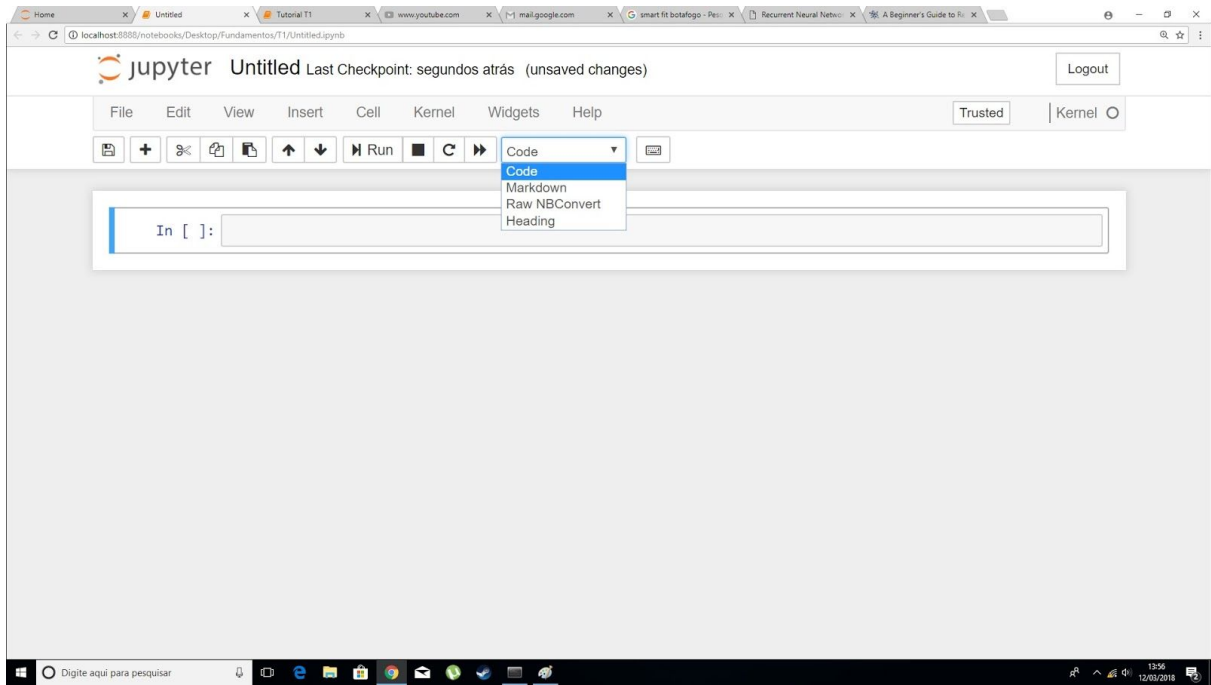 Home Untitled Tutorial T1 www.youtube.com mail.google.com smart fit botafogo - Pesc Recurrent Neural Networ A Beginner's Guide to Re
localhost:8888/notebooks/Desktop/Fundamentos/T1/Untitled.ipynb
jupyter Untitled Last Checkpoint: segundos atrás (unsaved changes) Logout
File Edit View Insert Cell Kernel Widgets Help Trusted Kernel
Run Code
Code
Markdown
Raw NBConvert
Heading
In [ ]:
Digite aqui para pesquisar 13:56
12/03/2018